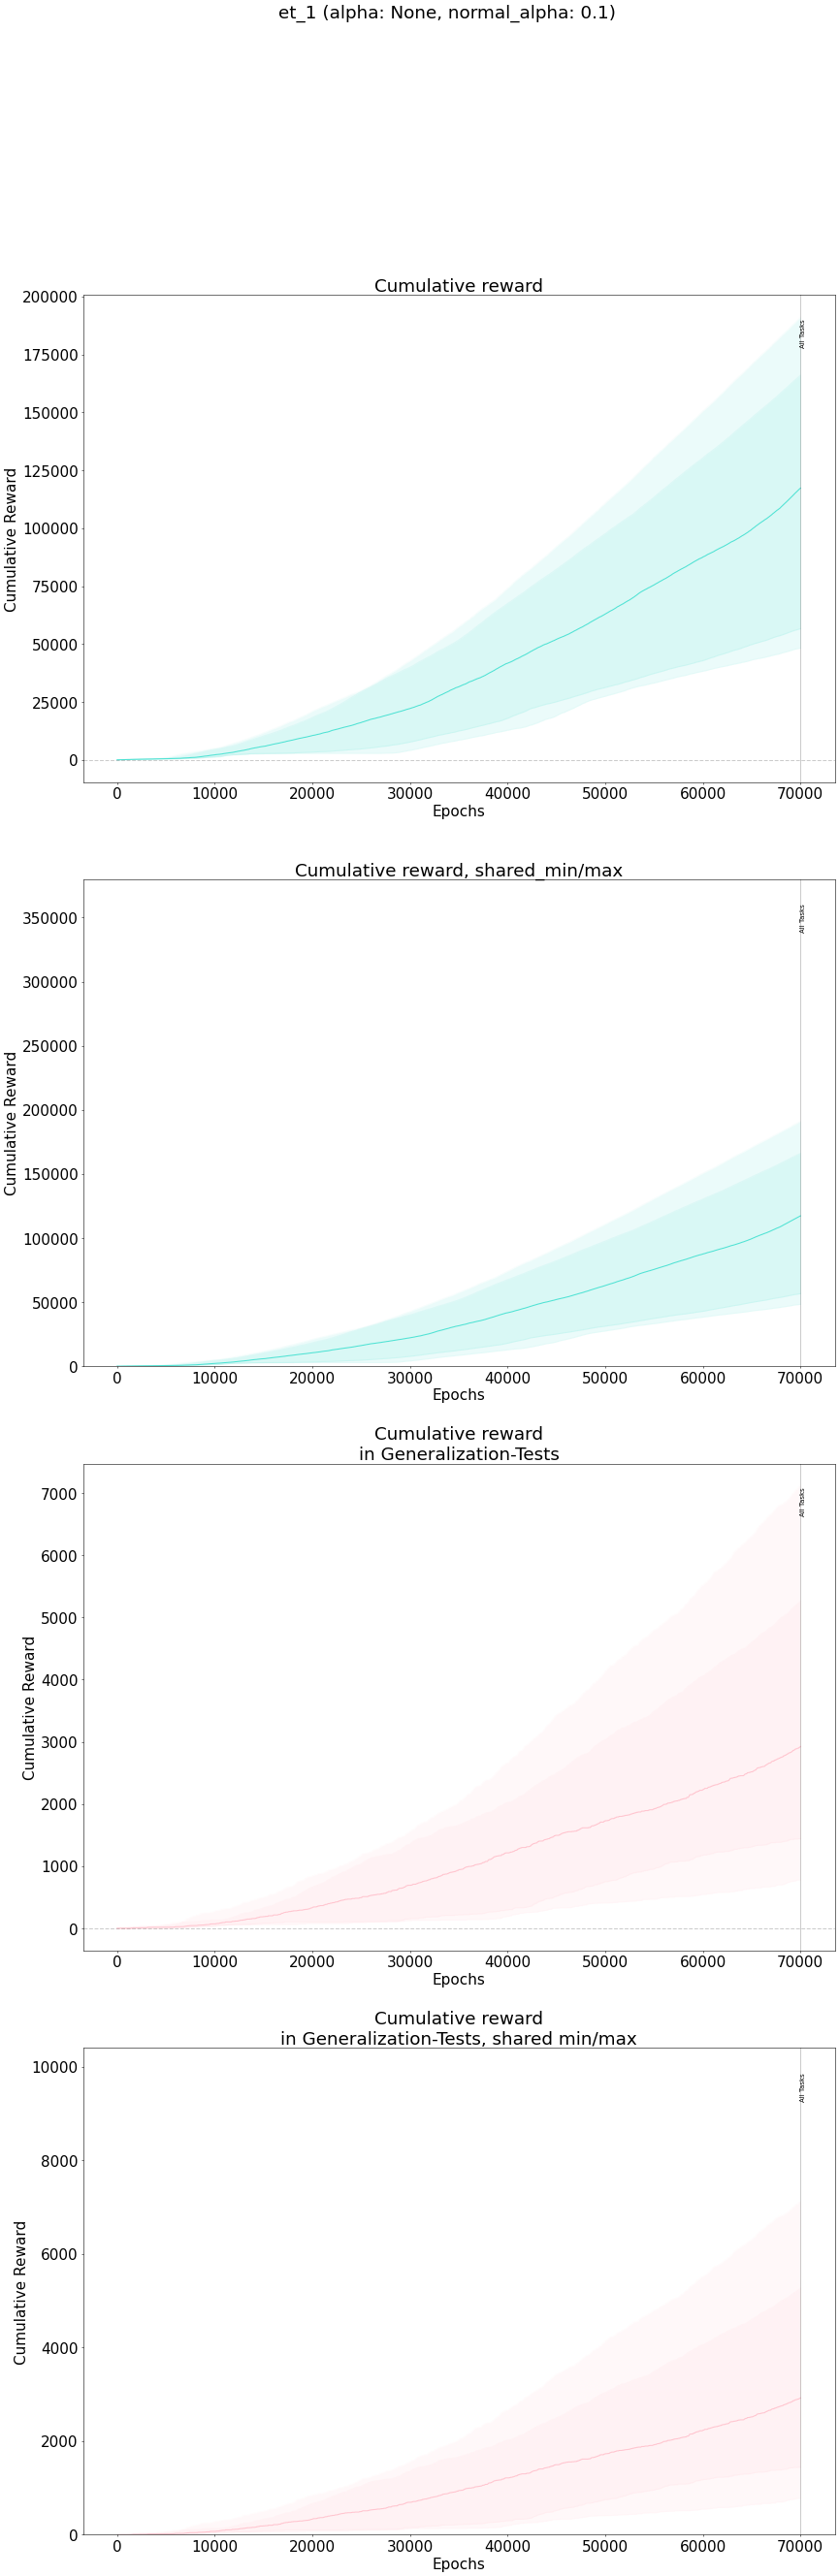 et_1 (alpha: None, normal_alpha: 0.1)
Cumulative reward
200000
175000
150000
125000
100000
75000
50000
25000
0
Cumulative Reward
All Tasks
0 10000 20000 30000 40000 50000 60000 70000
Epochs
Cumulative reward, shared_min/max
350000
300000
250000
200000
150000
100000
50000
0
Cumulative Reward
All Tasks
0 10000 20000 30000 40000 50000 60000 70000
Epochs
Cumulative reward
in Generalization-Tests
7000
6000
5000
4000
3000
2000
1000
0
Cumulative Reward
All Tasks
0 10000 20000 30000 40000 50000 60000 70000
Epochs
Cumulative reward
in Generalization-Tests, shared min/max
10000
8000
6000
4000
2000
0
Cumulative Reward
All Tasks
0 10000 20000 30000 40000 50000 60000 70000
Epochs